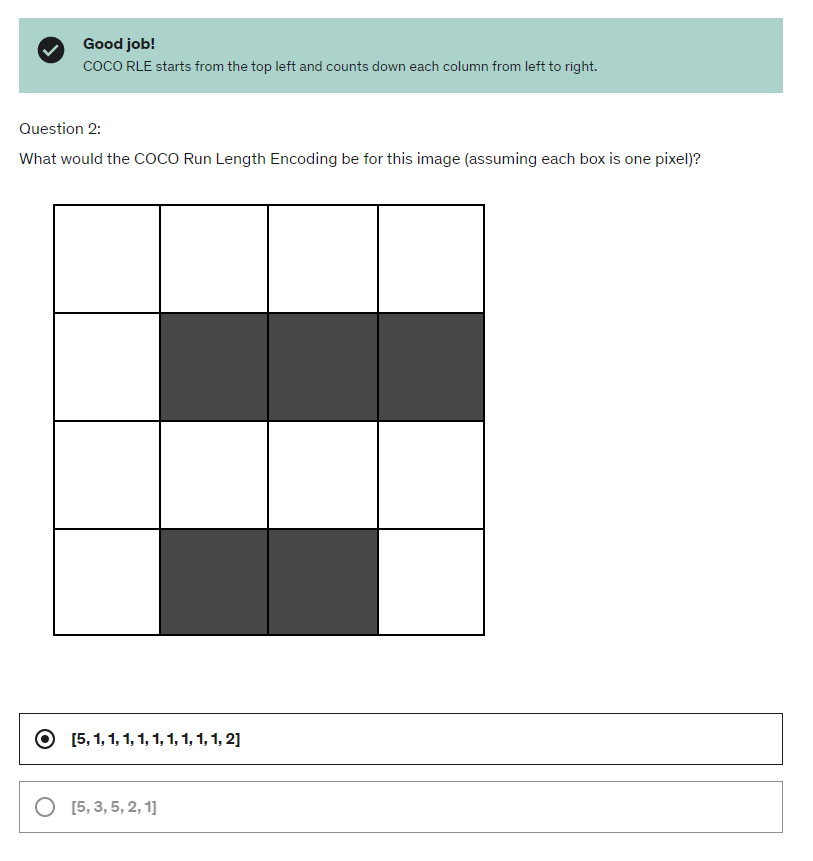 Good job!
COCO RLE starts from the top left and counts down each column from left to right.
Question 2:
What would the COCO Run Length Encoding be for this image (assuming each box is one pixel)?
[5, 1, 1, 1, 1, 1, 1, 1, 1, 1, 2]
[5, 3, 5, 2, 1]